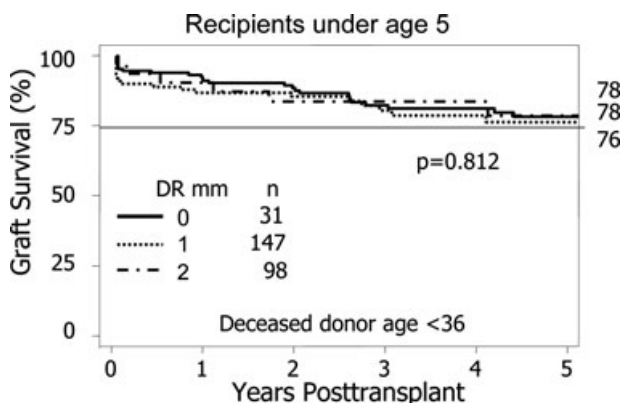 Recipients under age 5
Graft Survival (%)
100
75
50
25
0
78
78
76
p=0.812
DR mm n
0 31
1 147
2 98
Deceased donor age <36
0 1 2 3 4 5
Years Posttransplant